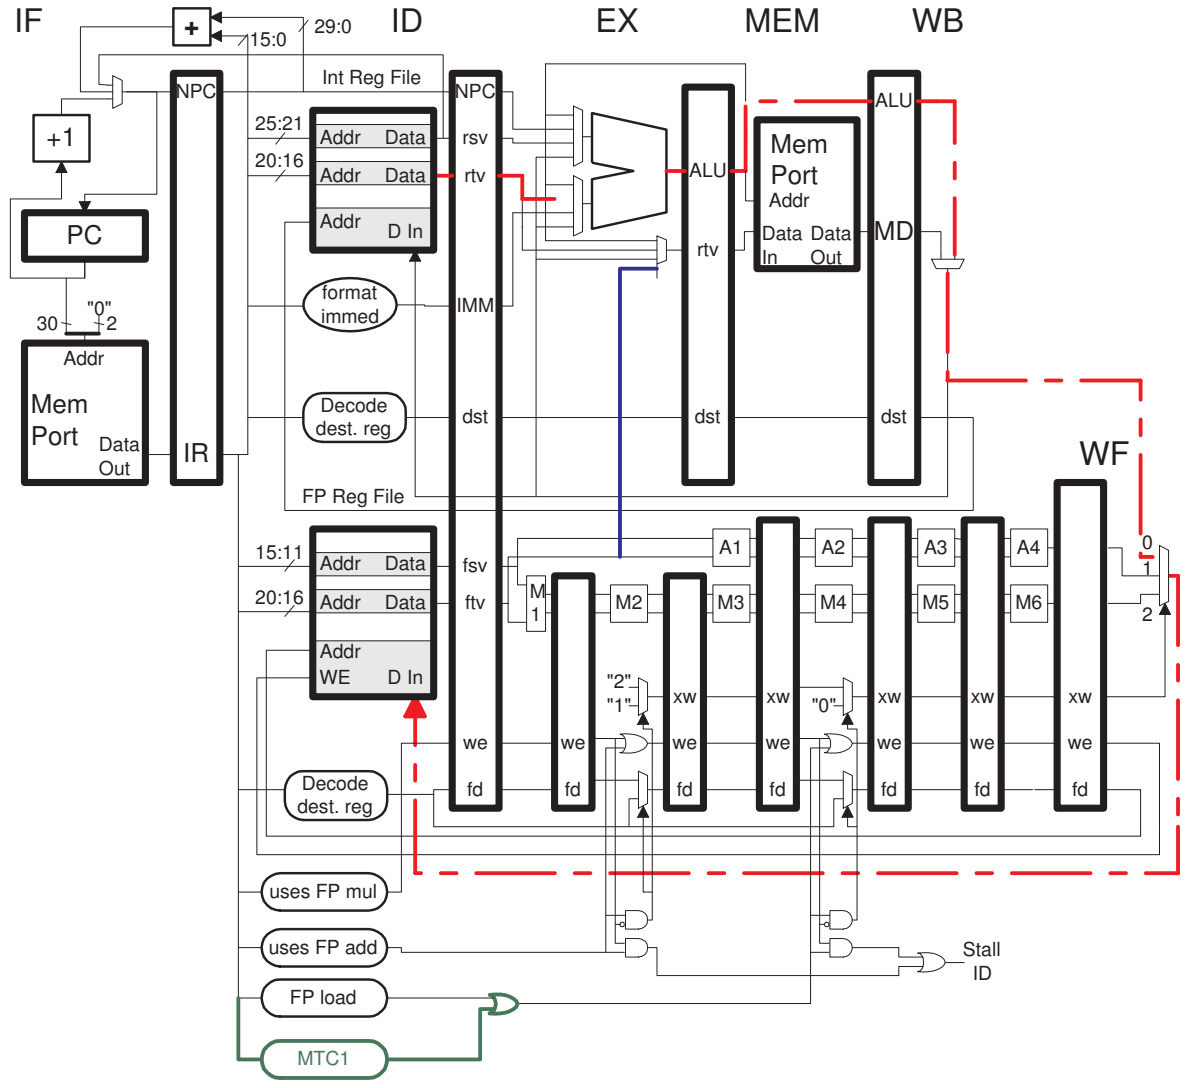 IF
ID
EX
MEM
WB
+
29:0
15:0
Int Reg File
NPC
NPC
ALU
25:21
Addr
Data
rsv
+1
Mem
Port
20:16
Addr
Data
rtv
ALU
Addr
Addr
D In
PC
rtv
Data
In
Data
Out
MD
format
immed
IMM
"0"
30
2
Addr
Mem
Port
Data
Out
IR
Decode
dest. reg
dst
dst
dst
WF
FP Reg File
15:11
Addr
Data
fsv
A1
A2
A3
A4
0
1
2
20:16
Addr
Data
ftv
M
1
M2
M3
M4
M5
M6
Addr
WE
D In
"2"
"1"
xw
xw
"0"
xw
xw
xw
we
we
we
we
we
we
we
Decode
dest. reg
fd
fd
fd
fd
fd
fd
fd
uses FP mul
uses FP add
Stall
ID
FP load
MTC1